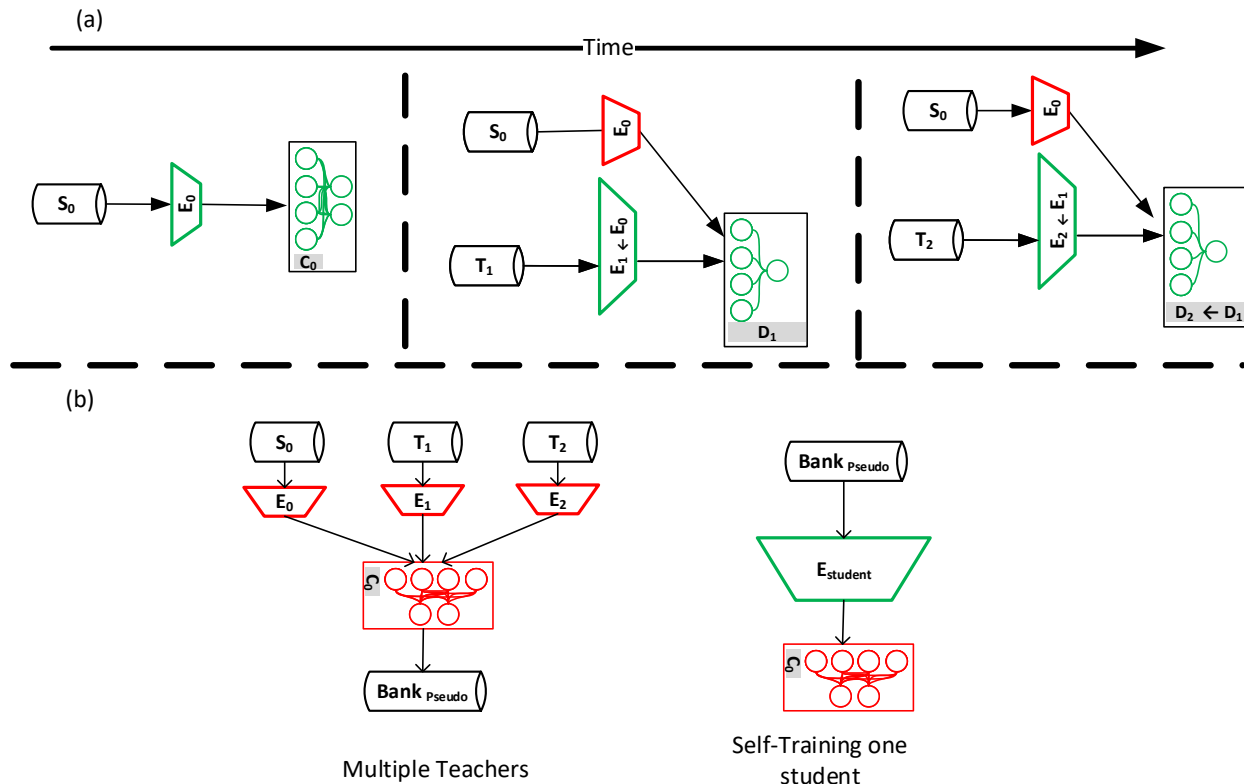 (a)
Time
S₀
E₀
C₀
S₀
E₀
T₁
E₁ ← E₀
D₁
S₀
E₀
T₂
E₂ ← E₁
D₂ ← D₁
(b)
S₀ T₁ T₂
E₀ E₁ E₂
C₀
Bank Pseudo
Multiple Teachers
Bank Pseudo
E student
C₀
Self-Training one
student